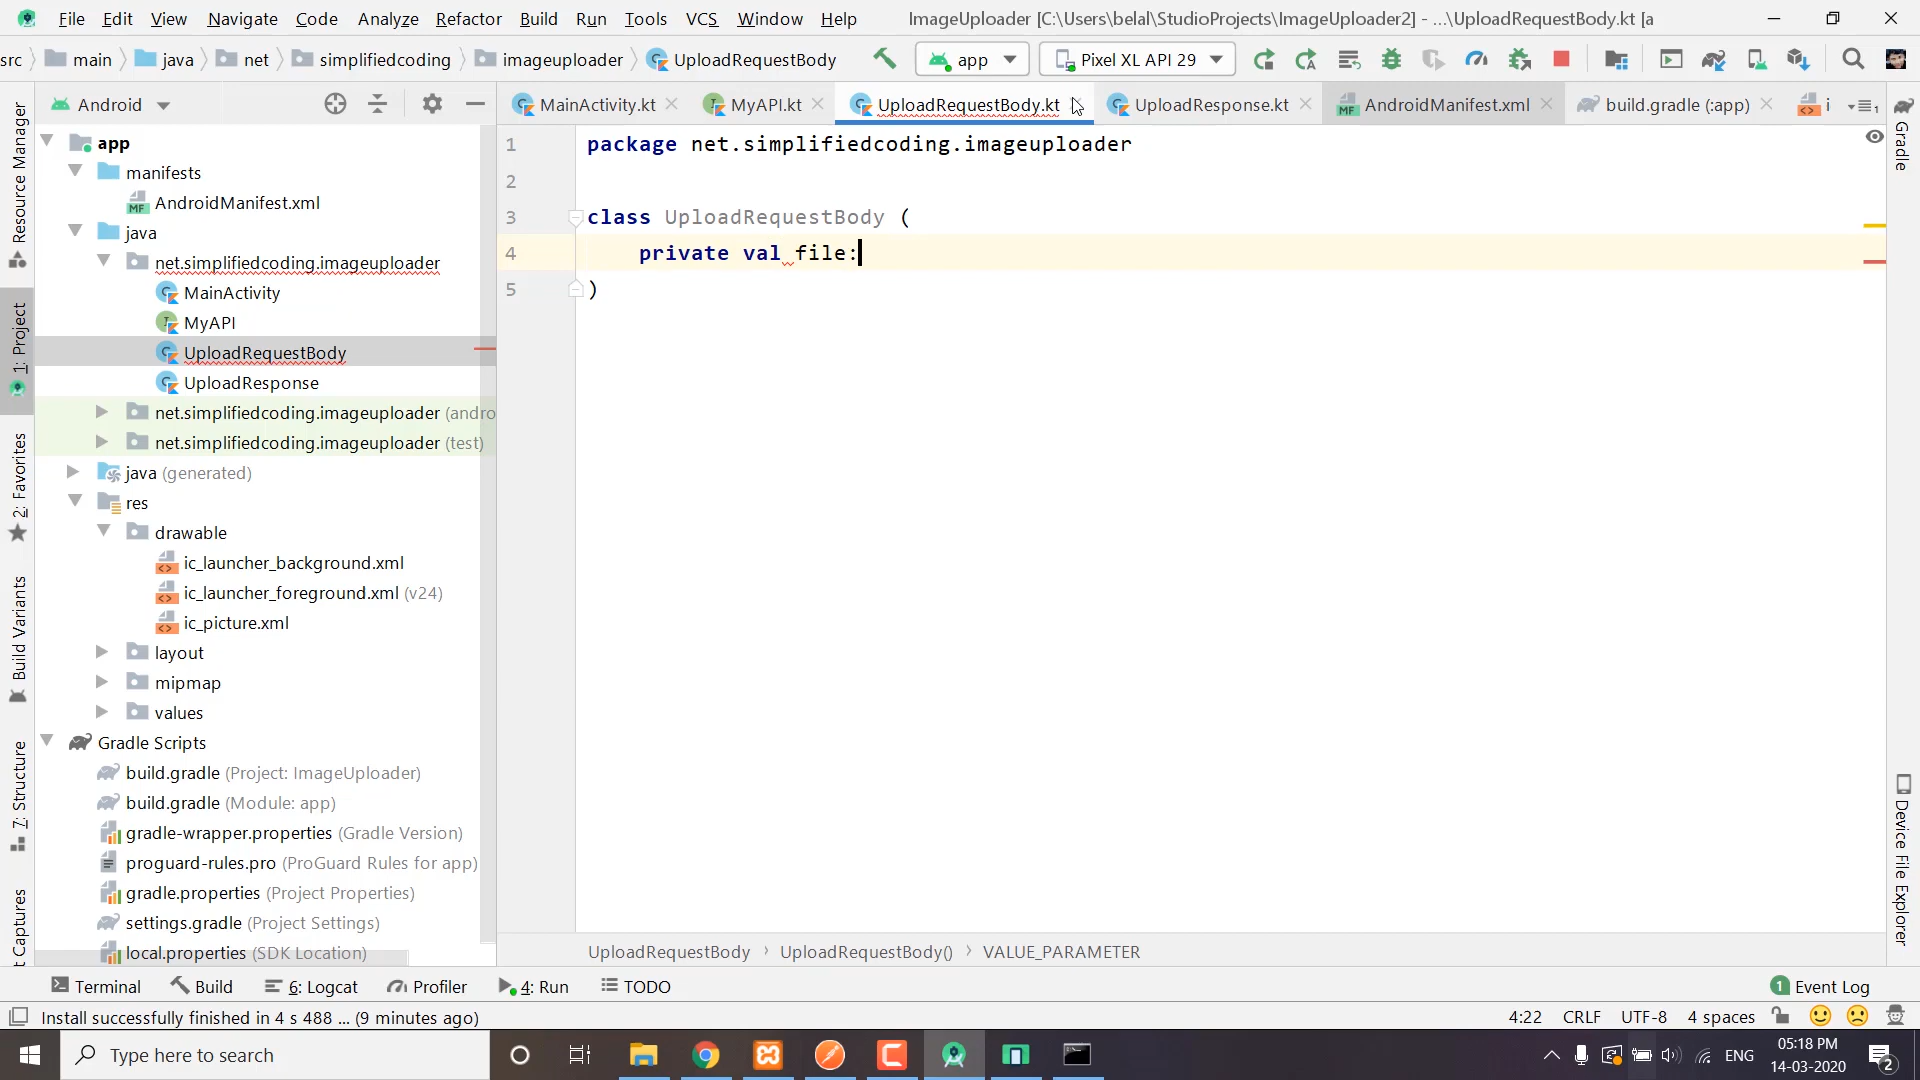 File Edit View Navigate Code Analyze Refactor Build Run Tools VCS Window Help ImageUploader [C:\Users\belal\StudioProjects\ImageUploader2] - ...\UploadRequestBody.kt [a
src main java net simplifiedcoding imageuploader UploadRequestBody app Pixel XL API 29
Android MainActivity.kt MyAPI.kt UploadRequestBody.kt UploadResponse.kt AndroidManifest.xml build.gradle (:app) i
Resource Manager
1: Project
2: Favorites
Build Variants
7: Structure
t Captures
app
manifests
AndroidManifest.xml
java
net.simplifiedcoding.imageuploader
MainActivity
MyAPI
UploadRequestBody
UploadResponse
net.simplifiedcoding.imageuploader (andro
net.simplifiedcoding.imageuploader (test)
java (generated)
res
drawable
ic_launcher_background.xml
ic_launcher_foreground.xml (v24)
ic_picture.xml
layout
mipmap
values
Gradle Scripts
build.gradle (Project: ImageUploader)
build.gradle (Module: app)
gradle-wrapper.properties (Gradle Version)
proguard-rules.pro (ProGuard Rules for app)
gradle.properties (Project Properties)
settings.gradle (Project Settings)
local.properties (SDK Location)
1 package net.simplifiedcoding.imageuploader
2
3 class UploadRequestBody (
4 private val file:
5 )
UploadRequestBody › UploadRequestBody() › VALUE_PARAMETER
Gradle
Device File Explorer
Terminal Build 6: Logcat Profiler 4: Run TODO 1 Event Log
Install successfully finished in 4 s 488 ... (9 minutes ago) 4:22 CRLF UTF-8 4 spaces
Type here to search ENG 05:18 PM
14-03-2020 2